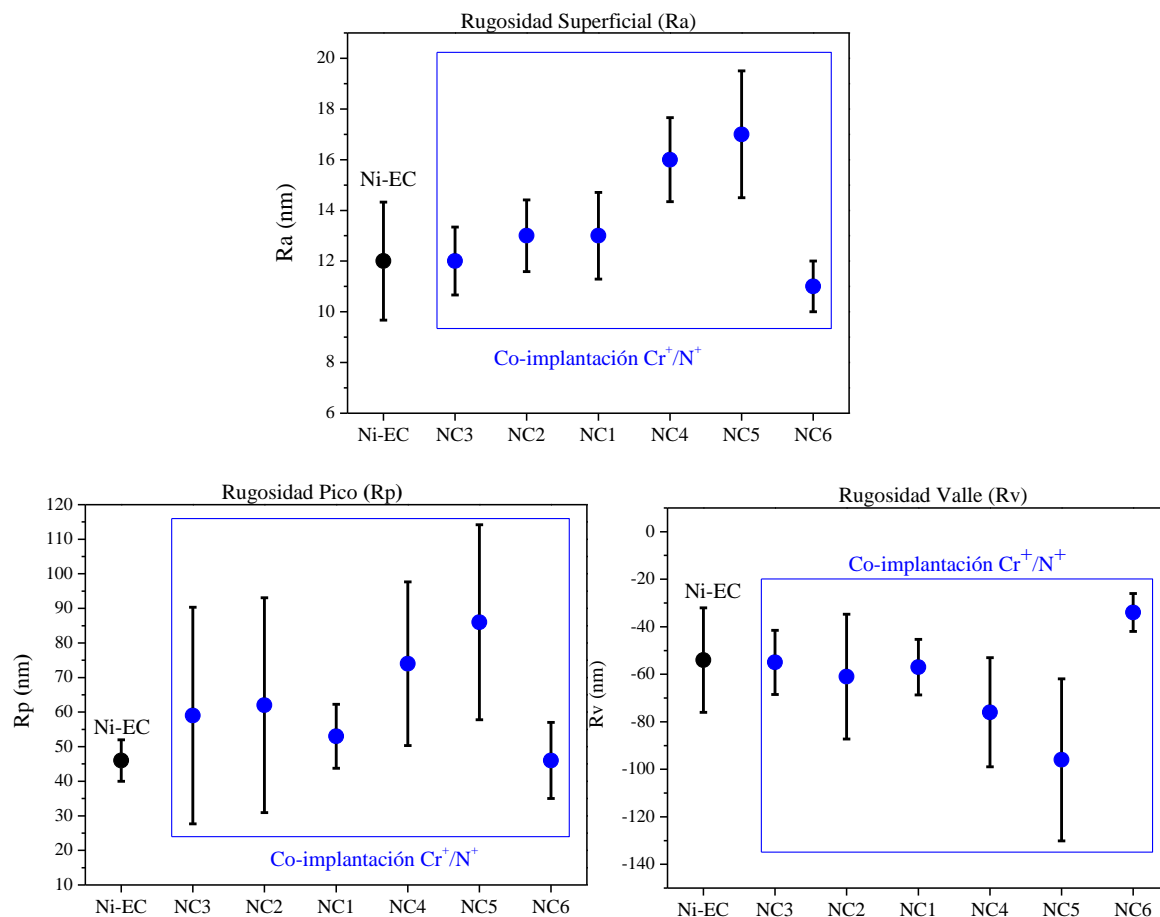 Rugosidad Superficial (Ra)
20
18
16
14
12
10
8
6
Ra (nm)
Ni-EC
Co-implantación Cr⁺/N⁺
Ni-EC NC3 NC2 NC1 NC4 NC5 NC6
Rugosidad Pico (Rp)
120
110
100
90
80
70
60
50
40
30
20
10
Rp (nm)
Ni-EC
Co-implantación Cr⁺/N⁺
Ni-EC NC3 NC2 NC1 NC4 NC5 NC6
Rugosidad Valle (Rv)
0
-20
-40
-60
-80
-100
-120
-140
Rv (nm)
Co-implantación Cr⁺/N⁺
Ni-EC
Ni-EC NC3 NC2 NC1 NC4 NC5 NC6